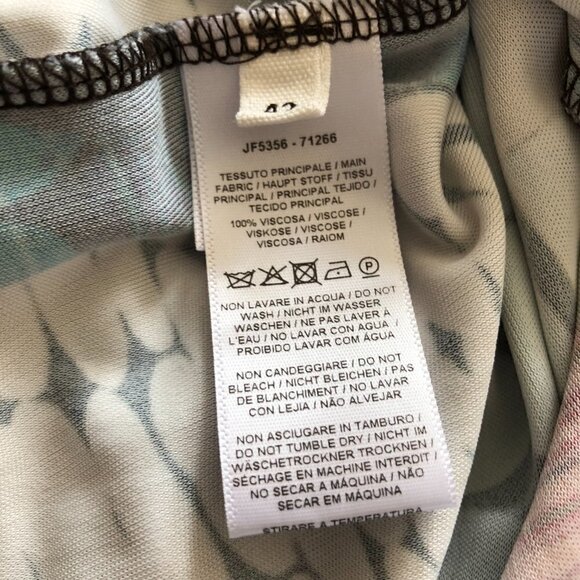 42
JF5356 - 71266
TESSUTO PRINCIPALE / MAIN
FABRIC / HAUPT STOFF / TISSU
PRINCIPAL / PRINCIPAL TEJIDO /
TECIDO PRINCIPAL
100% VISCOSA / VISCOSE /
VISKOSE / VISCOSE /
VISCOSA / RAIOM
NON LAVARE IN ACQUA / DO NOT
WASH / NICHT IM WASSER
WASCHEN / NE PAS LAVER À
L'EAU / NO LAVAR CON AGUA /
PROIBIDO LAVAR COM ÁGUA
NON CANDEGGIARE / DO NOT
BLEACH / NICHT BLEICHEN / PAS
DE BLANCHIMENT / NO LAVAR
CON LEJIA / NÃO ALVEJAR
NON ASCIUGARE IN TAMBURO /
DO NOT TUMBLE DRY / NICHT IM
WÄSCHETROCKNER TROCKNEN /
SÉCHAGE EN MACHINE INTERDIT /
NO SECAR A MÁQUINA / NÃO
SECAR EM MÁQUINA
STIRARE A TEMPERATURA